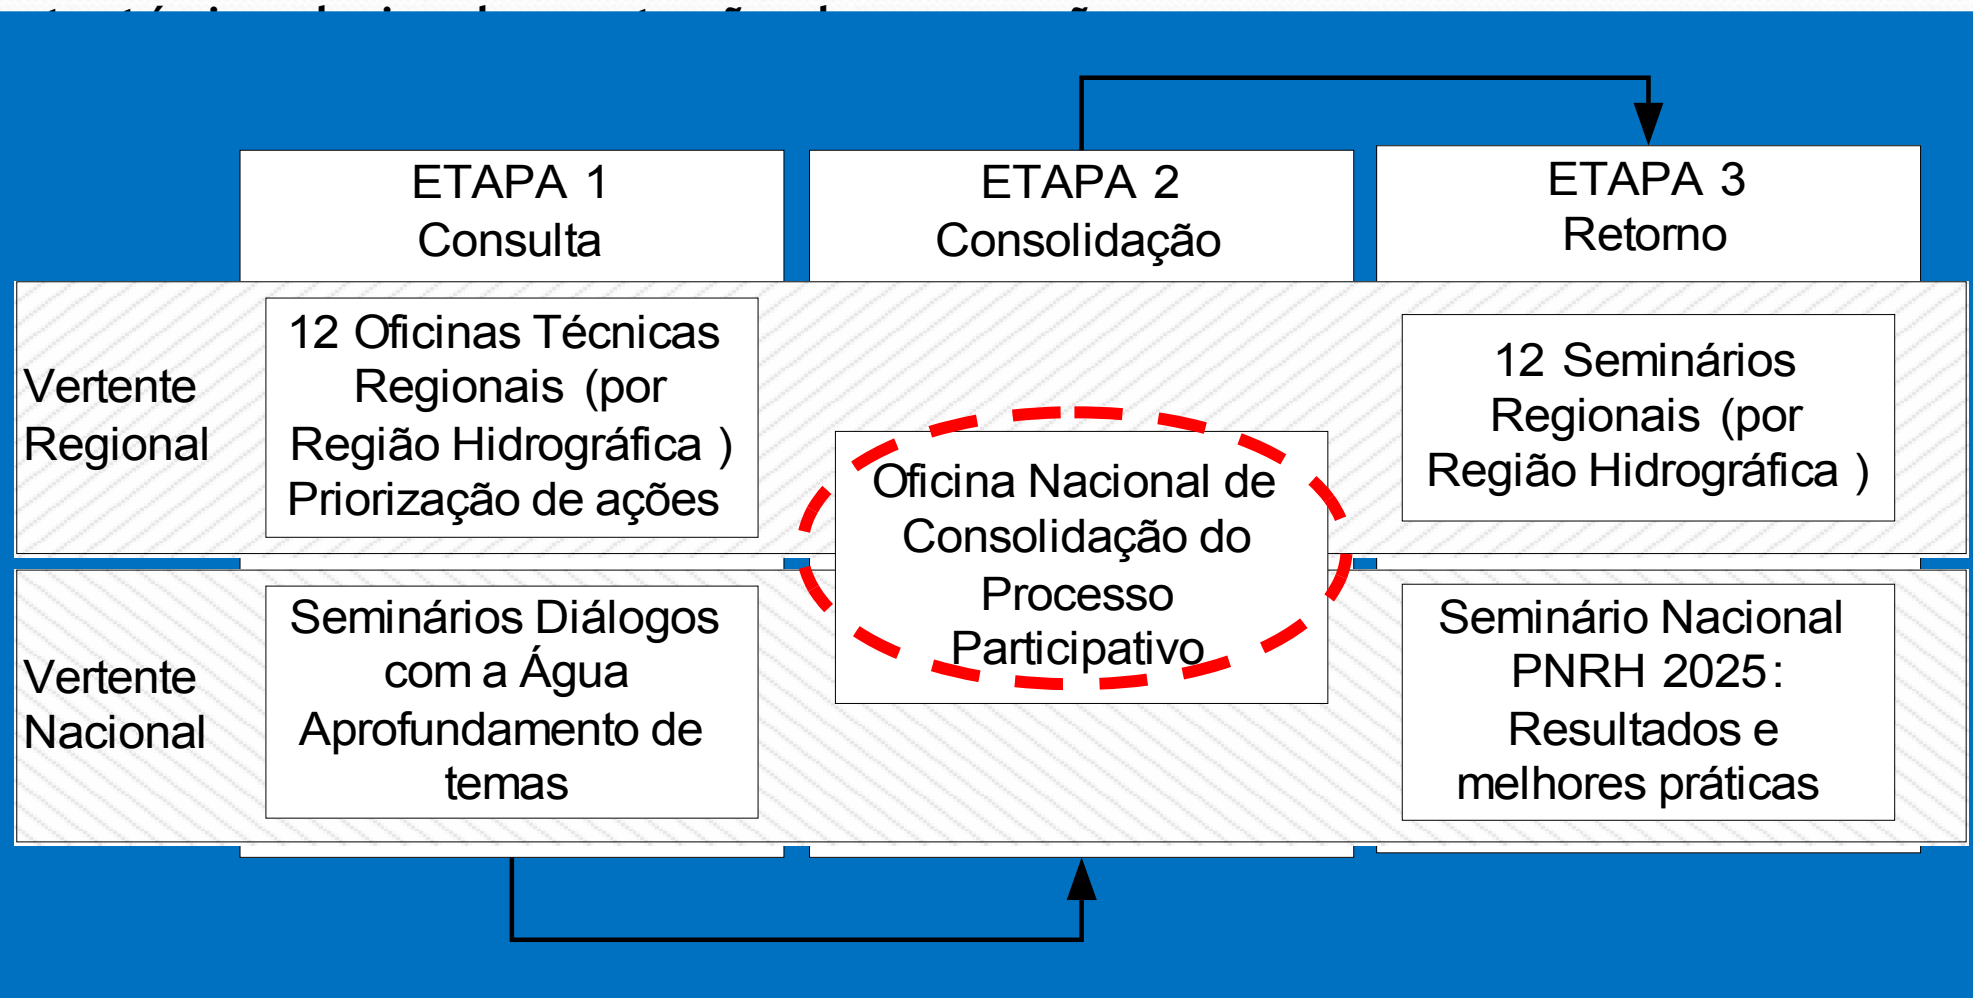 ETAPA 1
Consulta
ETAPA 2
Consolidação
ETAPA 3
Retorno
Vertente
Regional
12 Oficinas Técnicas
Regionais (por
Região Hidrográfica )
Priorização de ações
Oficina Nacional de
Consolidação do
Processo
Participativo
12 Seminários
Regionais (por
Região Hidrográfica )
Vertente
Nacional
Seminários Diálogos
com a Água
Aprofundamento de
temas
Seminário Nacional
PNRH 2025:
Resultados e
melhores práticas